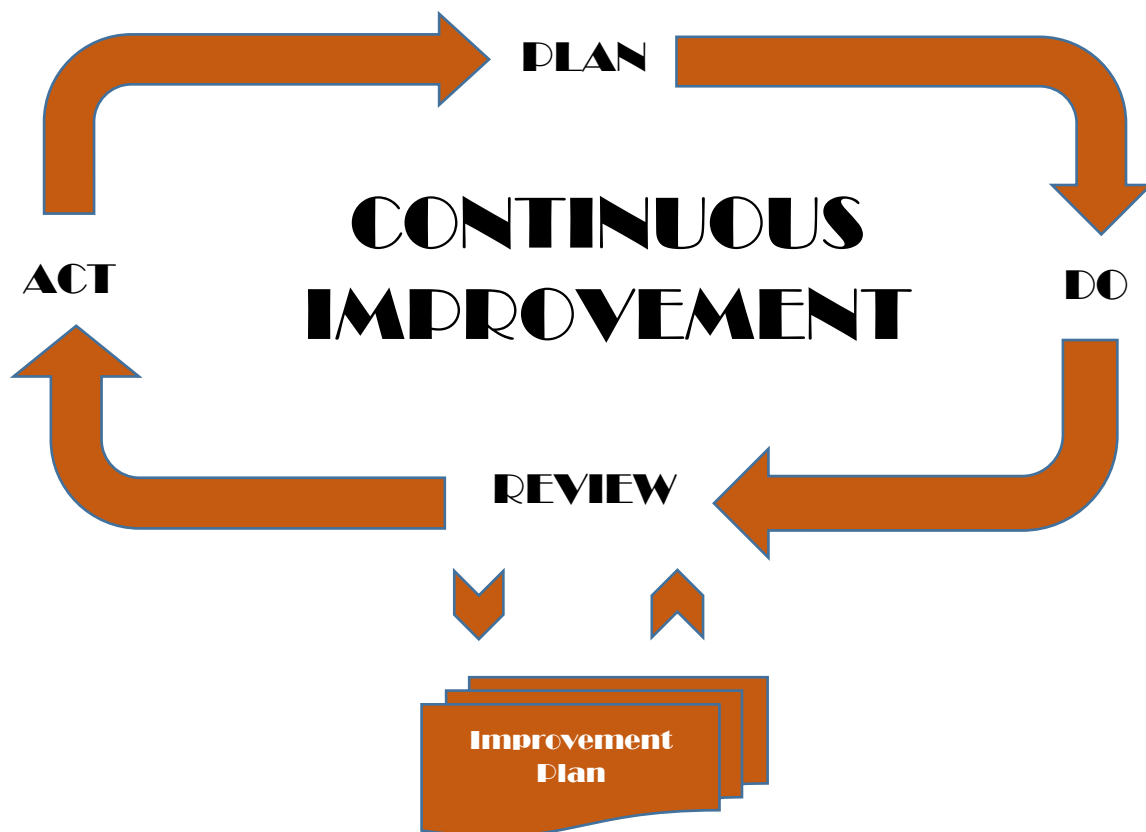 PLAN
CONTINUOUS
IMPROVEMENT
ACT
DO
REVIEW
Improvement
Plan